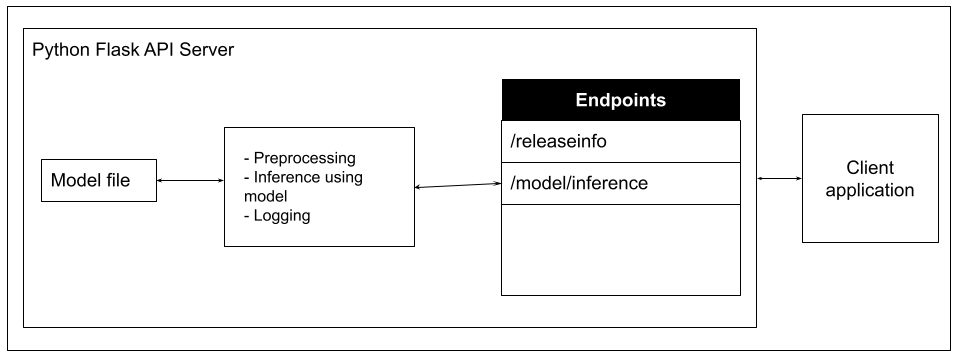 Python Flask API Server
Model file
- Preprocessing
- Inference using
model
- Logging
Endpoints
/releaseinfo
/model/inference
Client
application